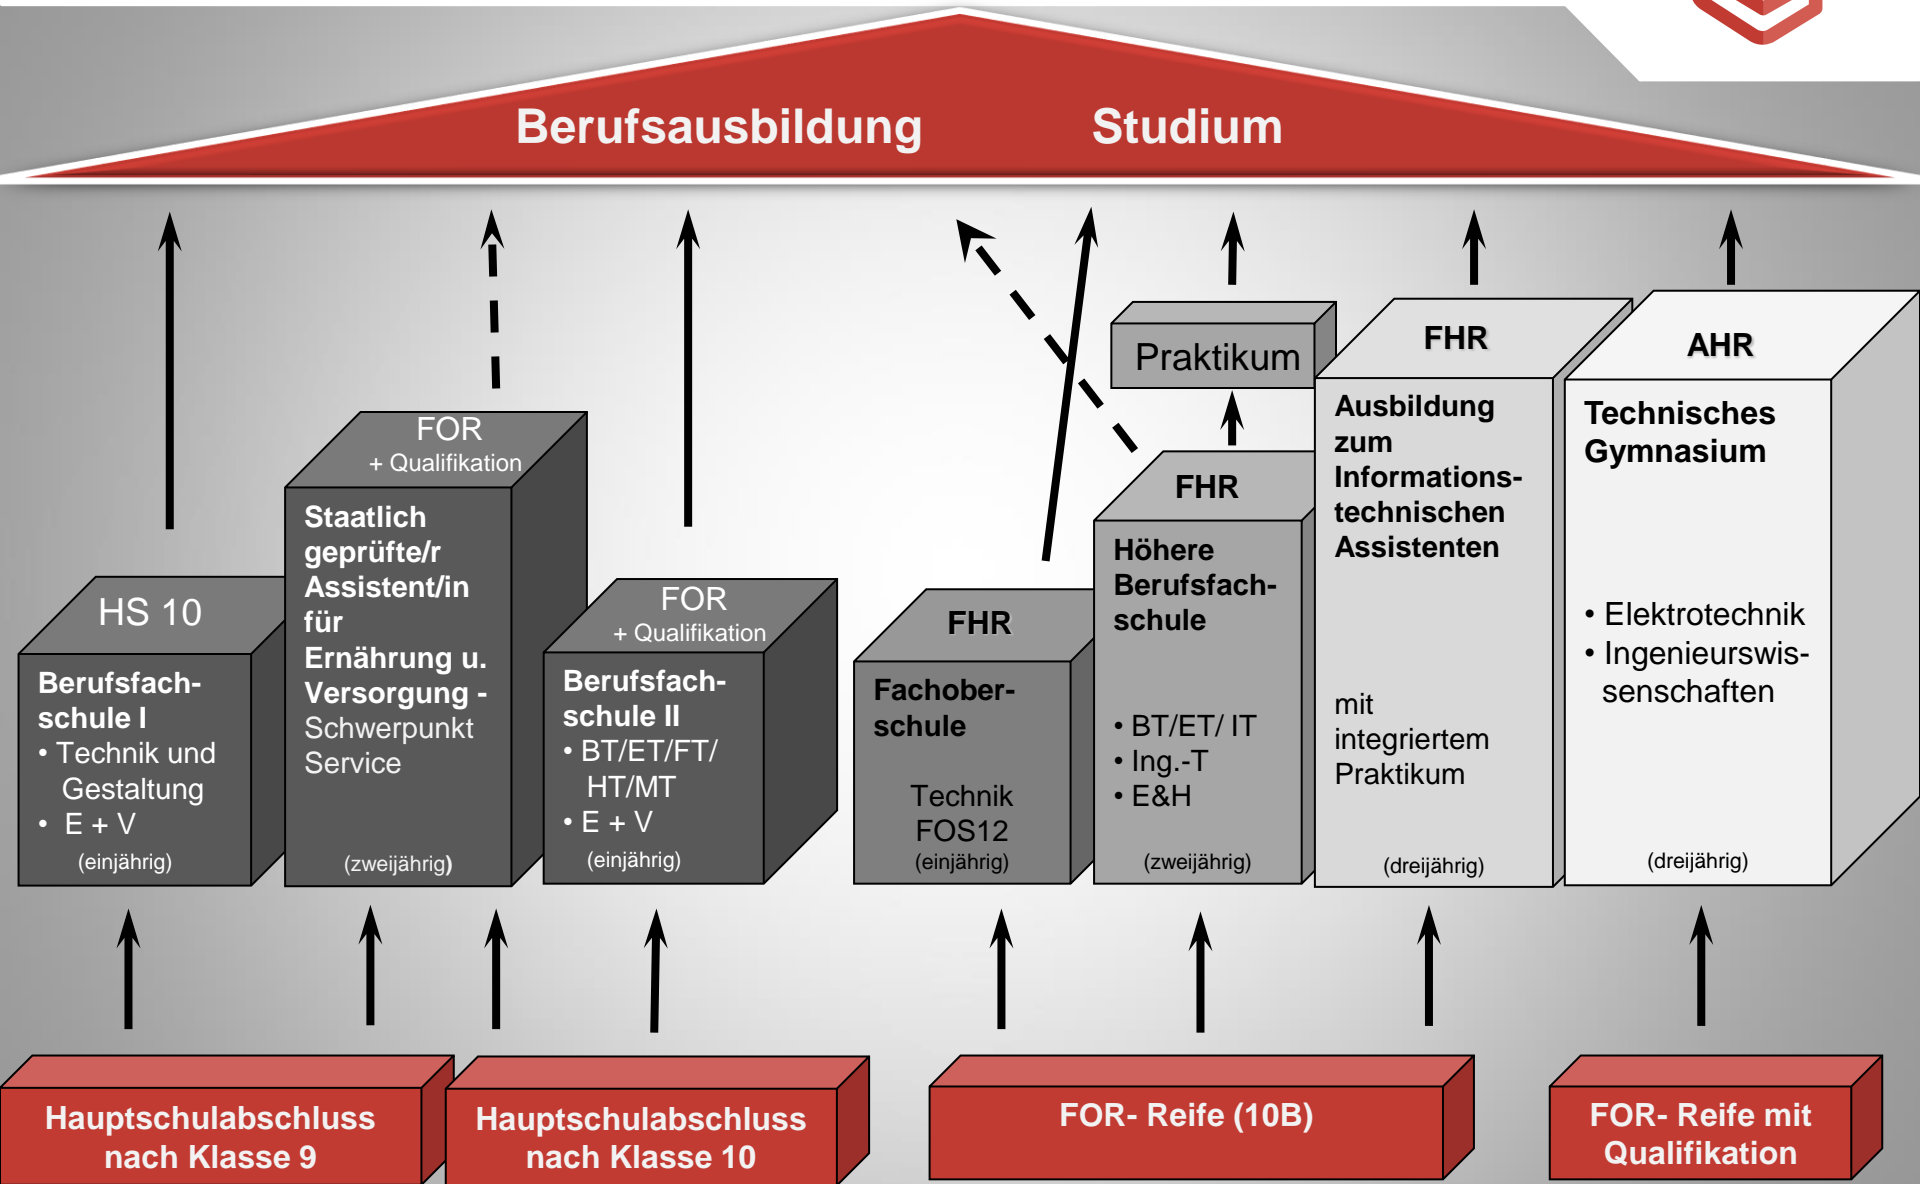 Berufsausbildung
Studium
HS 10
Berufsfach-
schule I
• Technik und
Gestaltung
• E + V
(einjährig)
FOR
+ Qualifikation
Staatlich
geprüfte/r
Assistent/in
für
Ernährung u.
Versorgung -
Schwerpunkt
Service
(zweijährig)
FOR
+ Qualifikation
Berufsfach-
schule II
• BT/ET/FT/
HT/MT
• E + V
(einjährig)
FHR
Fachober-
schule
Technik
FOS12
(einjährig)
Praktikum
FHR
Höhere
Berufsfach-
schule
• BT/ET/ IT
• Ing.-T
• E&H
(zweijährig)
FHR
Ausbildung
zum
Informations-
technischen
Assistenten
mit
integriertem
Praktikum
(dreijährig)
AHR
Technisches
Gymnasium
• Elektrotechnik
• Ingenieurswis-
senschaften
(dreijährig)
Hauptschulabschluss
nach Klasse 9
Hauptschulabschluss
nach Klasse 10
FOR- Reife (10B)
FOR- Reife mit
Qualifikation